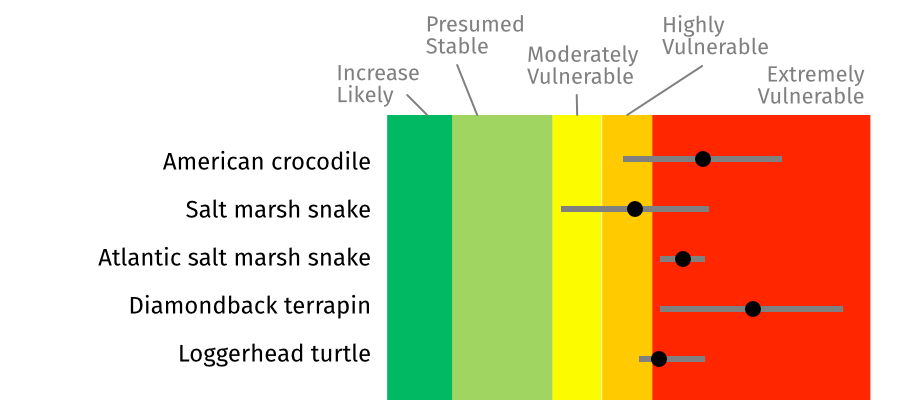 Presumed
Stable
Highly
Vulnerable
Moderately
Vulnerable
Increase
Likely
Extremely
Vulnerable
American crocodile
Salt marsh snake
Atlantic salt marsh snake
Diamondback terrapin
Loggerhead turtle